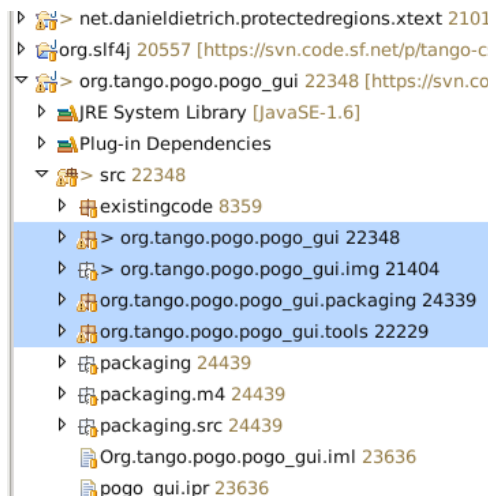 > net.danieldietrich.protectedregions.xtext 2101
org.slf4j 20557 [https://svn.code.sf.net/p/tango-c
> org.tango.pogo.pogo_gui 22348 [https://svn.co
JRE System Library [JavaSE-1.6]
Plug-in Dependencies
> src 22348
existingcode 8359
> org.tango.pogo.pogo_gui 22348
> org.tango.pogo.pogo_gui.img 21404
org.tango.pogo.pogo_gui.packaging 24339
org.tango.pogo.pogo_gui.tools 22229
packaging 24439
packaging.m4 24439
packaging.src 24439
Org.tango.pogo.pogo_gui.iml 23636
pogo_gui.ipr 23636